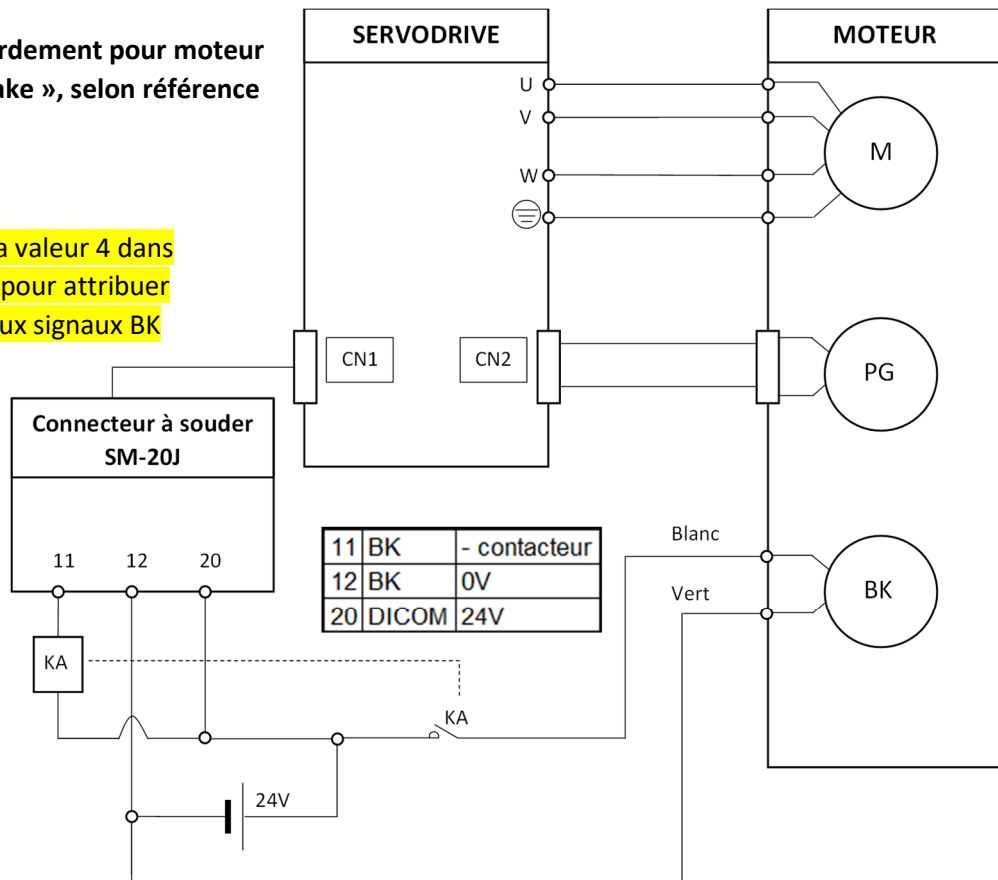 rdement pour moteur
ake », selon référence
a valeur 4 dans
pour attribuer
ux signaux BK
SERVODRIVE
MOTEUR
U
V
W
M
CN1
CN2
PG
Connecteur à souder
SM-20J
11 12 20
11 BK - contacteur
12 BK 0V
20 DICOM 24V
Blanc
Vert
BK
KA
KA
24V